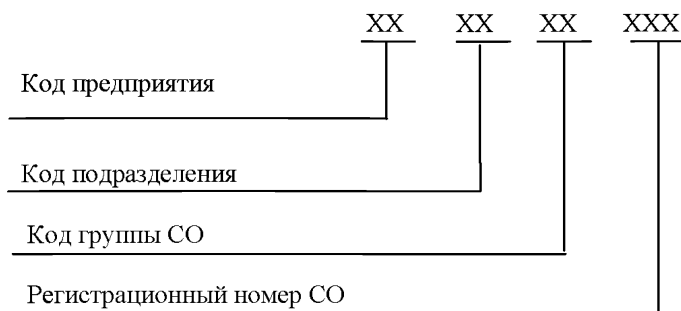 XX XX XX XXX
Код предприятия
Код подразделения
Код группы СО
Регистрационный номер СО